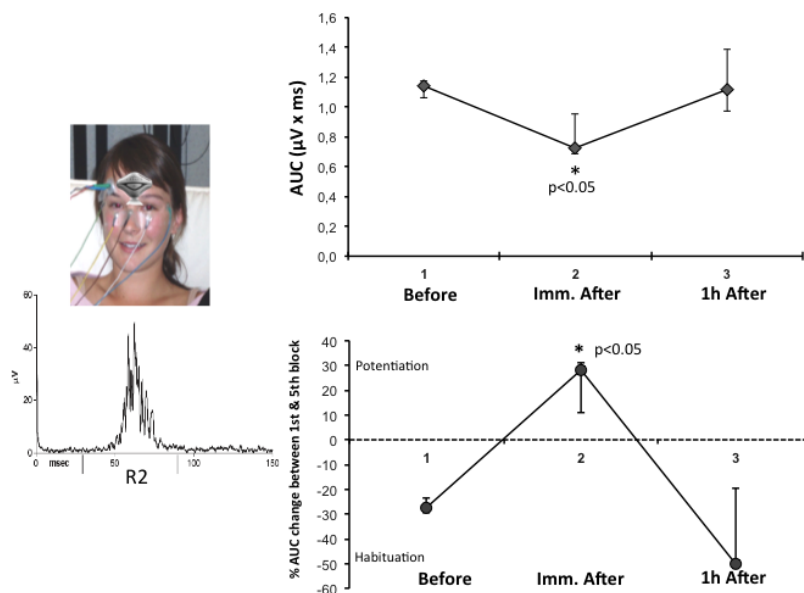 1,6
1,4
1,2
1,0
0,8
0,6
0,4
0,2
0,0
AUC (µV x ms)
*
p<0.05
1 2 3
Before Imm. After 1h After
60
40
20
0
µV
0 msec 50 100 150
R2
40
30
20
10
0
-10
-20
-30
-40
-50
-60
% AUC change between 1st & 5th block
Potentiation
* p<0.05
1 2 3
Habituation
Before Imm. After 1h After